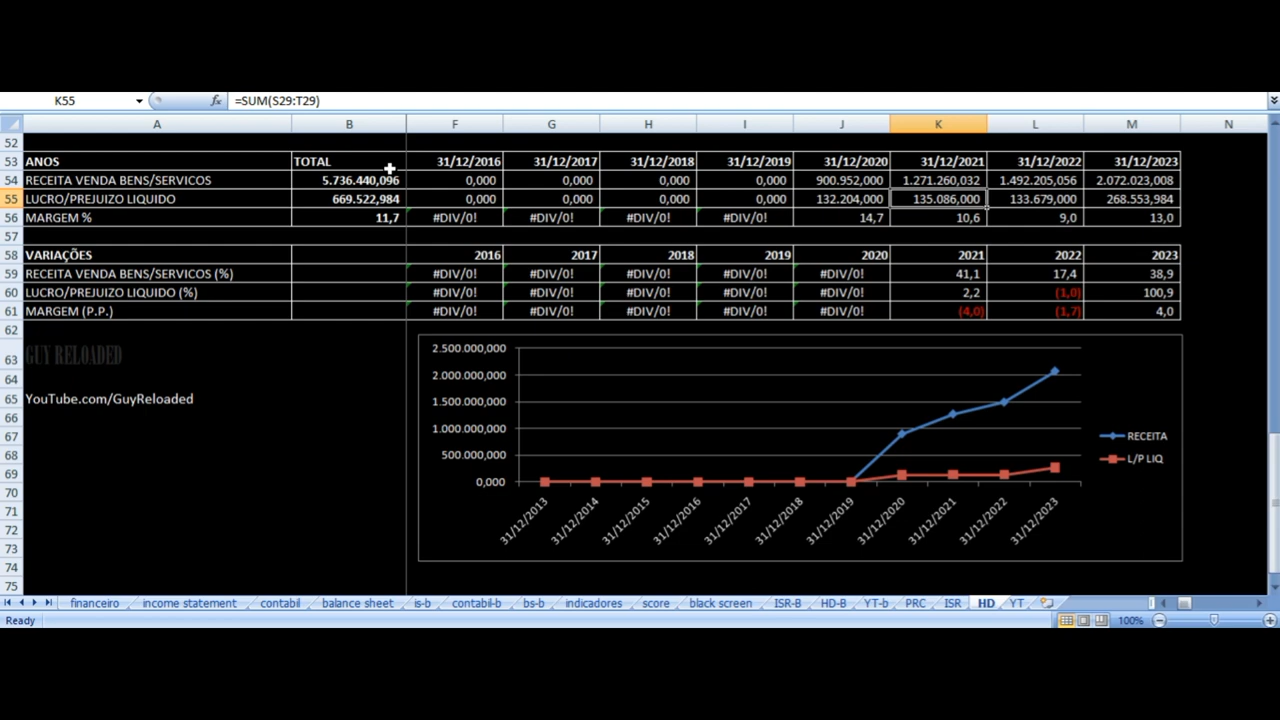 K55 fx =SUM(S29:T29)
A B F G H I J K L M N
52
53 ANOS TOTAL 31/12/2016 31/12/2017 31/12/2018 31/12/2019 31/12/2020 31/12/2021 31/12/2022 31/12/2023
54 RECEITA VENDA BENS/SERVICOS 5.736.440,096 0,000 0,000 0,000 0,000 900.952,000 1.271.260,032 1.492.205,056 2.072.023,008
55 LUCRO/PREJUIZO LIQUIDO 669.522,984 0,000 0,000 0,000 0,000 132.204,000 135.086,000 133.679,000 268.553,984
56 MARGEM % 11,7 #DIV/0! #DIV/0! #DIV/0! #DIV/0! 14,7 10,6 9,0 13,0
57
58 VARIAÇÕES 2016 2017 2018 2019 2020 2021 2022 2023
59 RECEITA VENDA BENS/SERVICOS (%) #DIV/0! #DIV/0! #DIV/0! #DIV/0! #DIV/0! 41,1 17,4 38,9
60 LUCRO/PREJUIZO LIQUIDO (%) #DIV/0! #DIV/0! #DIV/0! #DIV/0! #DIV/0! 2,2 (1,0) 100,9
61 MARGEM (P.P.) #DIV/0! #DIV/0! #DIV/0! #DIV/0! #DIV/0! (4,0) (1,7) 4,0
62
63 GUY RELOADED
64
65 YouTube.com/GuyReloaded
66
67
68
69
70
71
72
73
74
75
2.500.000,000
2.000.000,000
1.500.000,000
1.000.000,000
500.000,000
0,000
31/12/2013 31/12/2014 31/12/2015 31/12/2016 31/12/2017 31/12/2018 31/12/2019 31/12/2020 31/12/2021 31/12/2022 31/12/2023
RECEITA
L/P LIQ
financeiro income statement contabil balance sheet is-b contabil-b bs-b indicadores score black screen ISR-B HD-B YT-b PRC ISR HD YT
Ready 100%